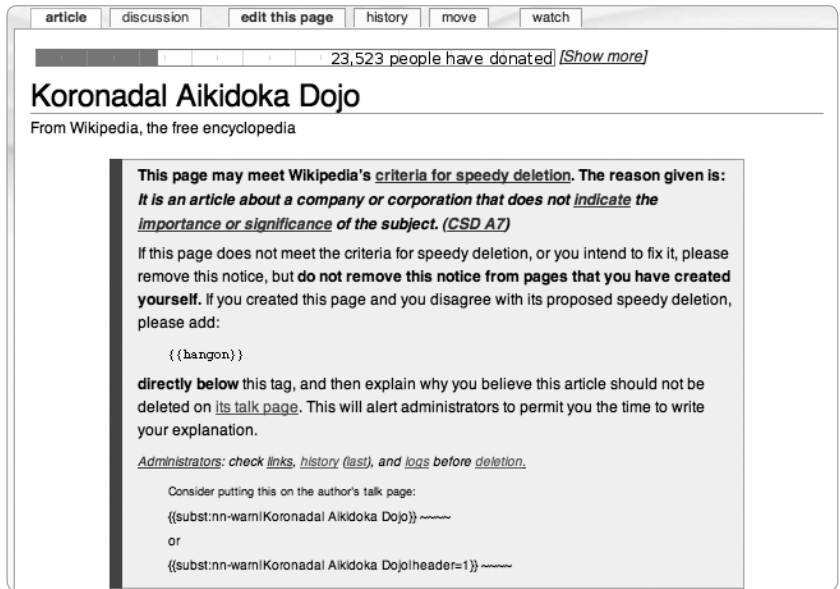 article discussion edit this page history move watch
23,523 people have donated [Show more]
Koronadal Aikidoka Dojo
From Wikipedia, the free encyclopedia
This page may meet Wikipedia's criteria for speedy deletion. The reason given is:
It is an article about a company or corporation that does not indicate the
importance or significance of the subject. (CSD A7)
If this page does not meet the criteria for speedy deletion, or you intend to fix it, please
remove this notice, but do not remove this notice from pages that you have created
yourself. If you created this page and you disagree with its proposed speedy deletion,
please add:
{{hangon}}
directly below this tag, and then explain why you believe this article should not be
deleted on its talk page. This will alert administrators to permit you the time to write
your explanation.
Administrators: check links, history (last), and logs before deletion.
Consider putting this on the author's talk page:
{{subst:nn-warn|Koronadal Aikidoka Dojo}} ~~~~
or
{{subst:nn-warn|Koronadal Aikidoka Dojo|header=1}} ~~~~